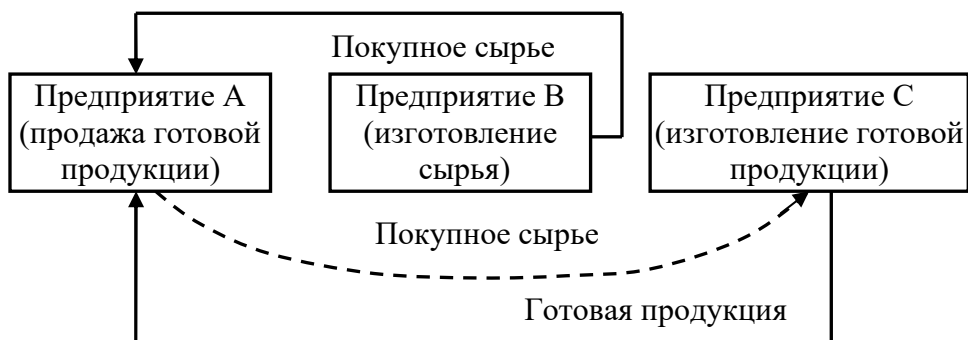 Покупное сырье
Предприятие А
(продажа готовой
продукции)
Предприятие В
(изготовление
сырья)
Предприятие С
(изготовление готовой
продукции)
Покупное сырье
Готовая продукция